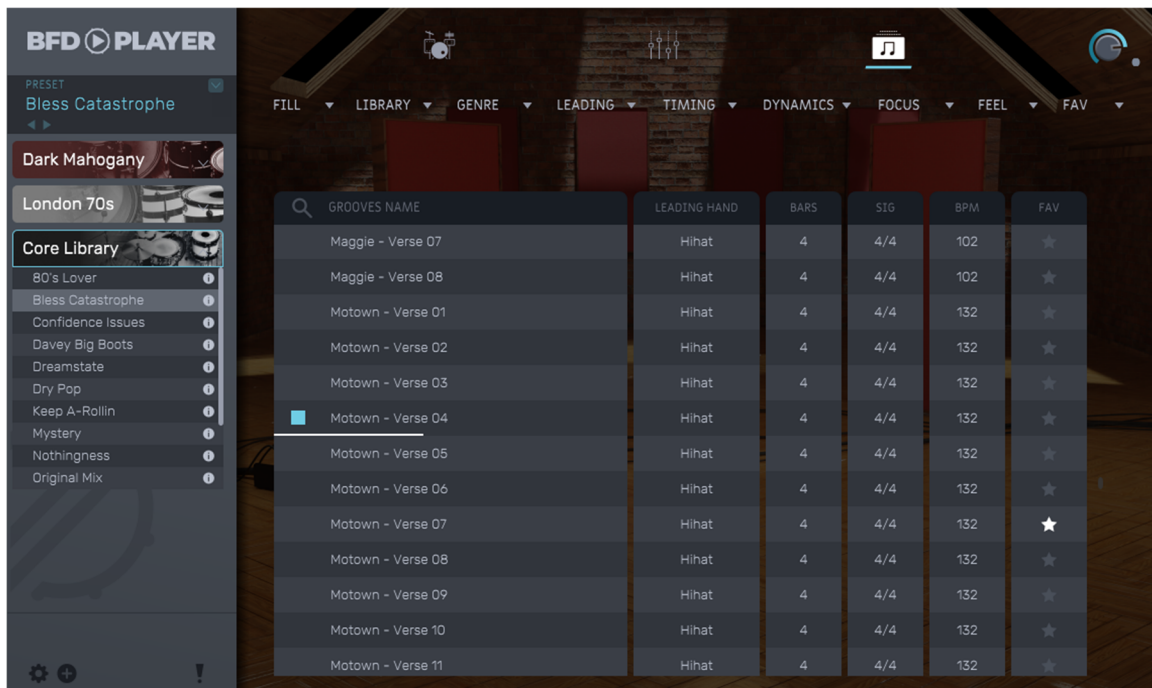 BFD PLAYER
PRESET
Bless Catastrophe
Dark Mahogany
London 70s
Core Library
80's Lover
Bless Catastrophe
Confidence Issues
Davey Big Boots
Dreamstate
Dry Pop
Keep A-Rollin
Mystery
Nothingness
Original Mix
FILL LIBRARY GENRE LEADING TIMING DYNAMICS FOCUS FEEL FAV
GROOVES NAME LEADING HAND BARS SIG BPM FAV
Maggie - Verse 07 Hihat 4 4/4 102
Maggie - Verse 08 Hihat 4 4/4 102
Motown - Verse 01 Hihat 4 4/4 132
Motown - Verse 02 Hihat 4 4/4 132
Motown - Verse 03 Hihat 4 4/4 132
Motown - Verse 04 Hihat 4 4/4 132
Motown - Verse 05 Hihat 4 4/4 132
Motown - Verse 06 Hihat 4 4/4 132
Motown - Verse 07 Hihat 4 4/4 132
Motown - Verse 08 Hihat 4 4/4 132
Motown - Verse 09 Hihat 4 4/4 132
Motown - Verse 10 Hihat 4 4/4 132
Motown - Verse 11 Hihat 4 4/4 132